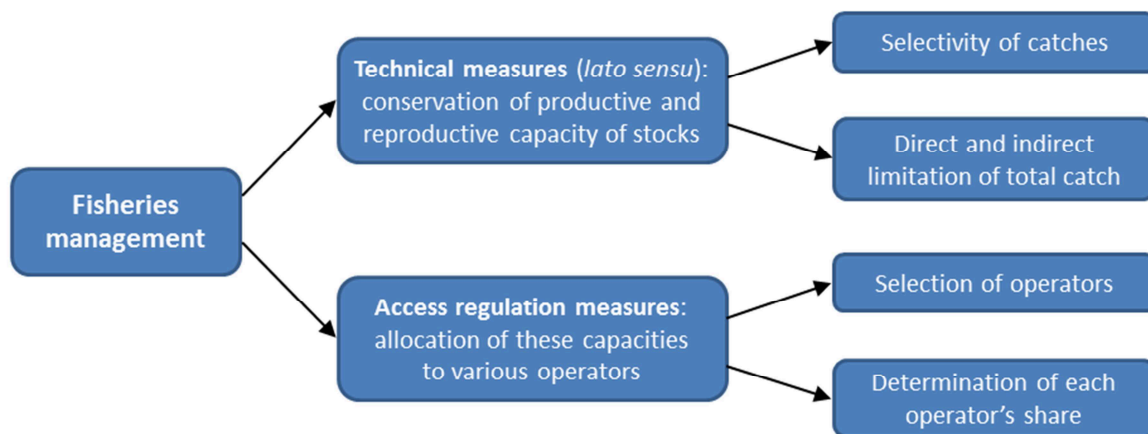 Fisheries
management
Technical measures (lato sensu):
conservation of productive and
reproductive capacity of stocks
Selectivity of catches
Direct and indirect
limitation of total catch
Access regulation measures:
allocation of these capacities
to various operators
Selection of operators
Determination of each
operator's share